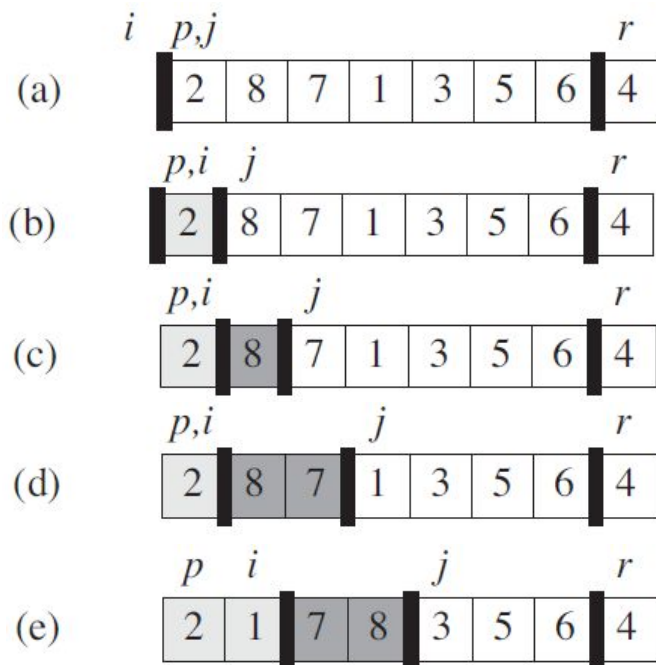 i p,j r
(a) 2 8 7 1 3 5 6 4
p,i j r
(b) 2 8 7 1 3 5 6 4
p,i j r
(c) 2 8 7 1 3 5 6 4
p,i j r
(d) 2 8 7 1 3 5 6 4
p i j r
(e) 2 1 7 8 3 5 6 4